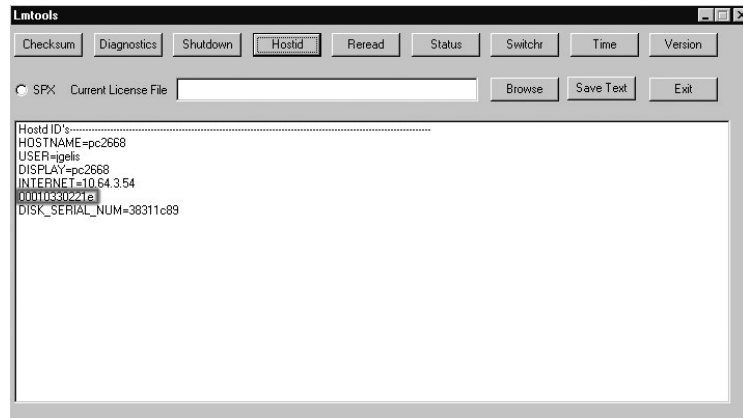 Lmtools
Checksum Diagnostics Shutdown Hostid Reread Status Switchr Time Version
SPX Current License File Browse Save Text Exit
Hostd ID's-----------------------------------------------------------------------------------------------
HOSTNAME=pc2668
USER=jgelis
DISPLAY=pc2668
INTERNET=10.64.3.54
00010330221e
DISK_SERIAL_NUM=38311c89